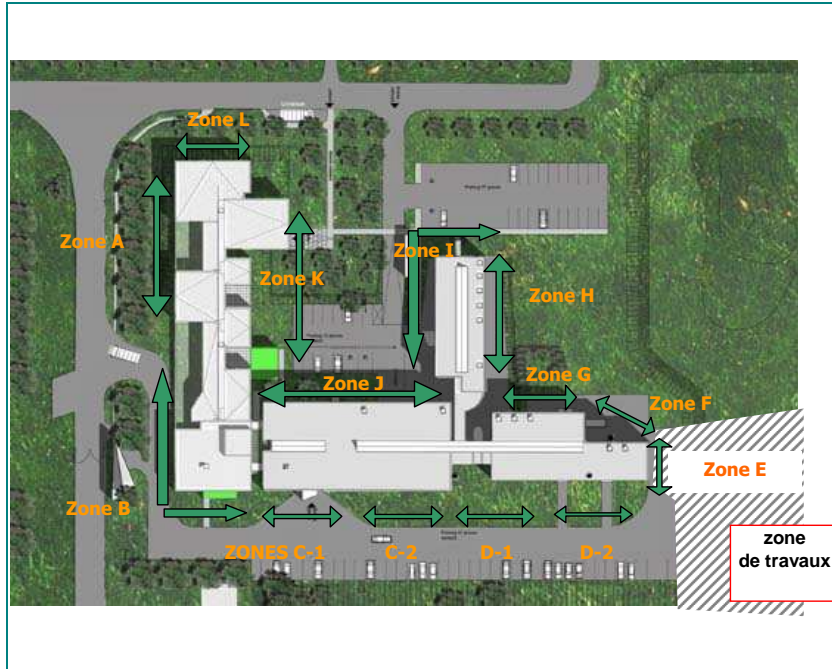 Zone L
Zone A
Zone I
Zone K
Zone H
Zone G
Zone J
Zone F
Zone E
Zone B
ZONES C-1
C-2
D-1
D-2
zone
de travaux